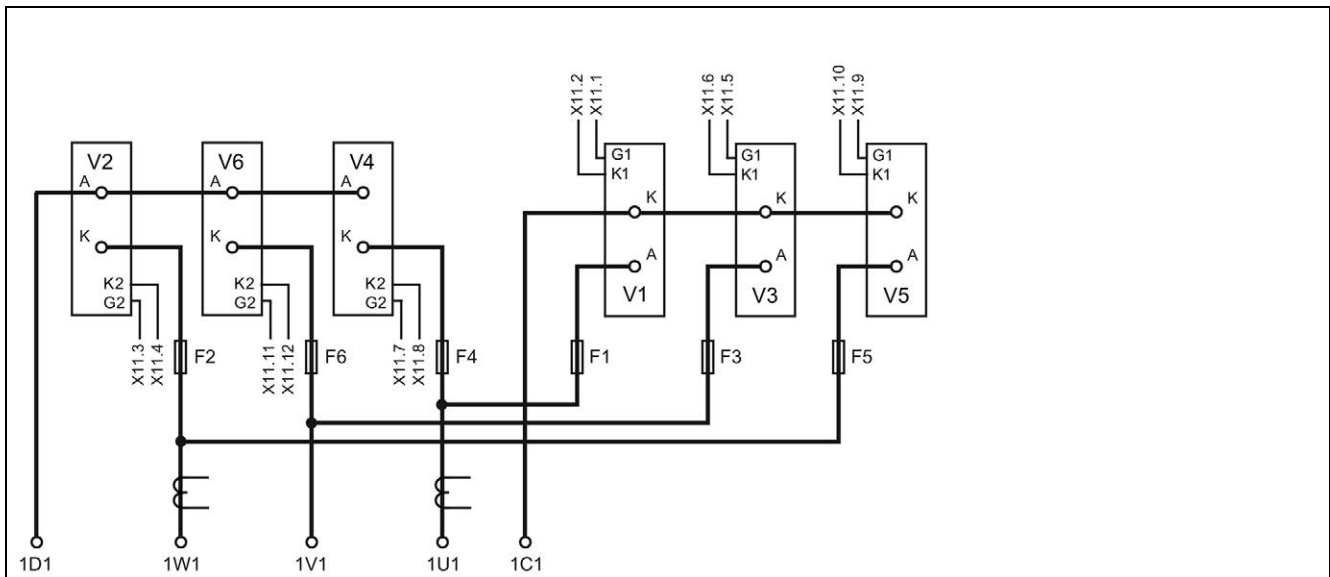 X11.2
X11.1
X11.6
X11.5
X11.10
X11.9
V2
V6
V4
G1
K1
G1
K1
G1
K1
A
A
A
K
K
K
K
K
K
A
A
A
K2
G2
K2
G2
K2
G2
V1
V3
V5
X11.3
X11.4
F2
X11.11
X11.12
F6
X11.7
X11.8
F4
F1
F3
F5
1D1
1W1
1V1
1U1
1C1